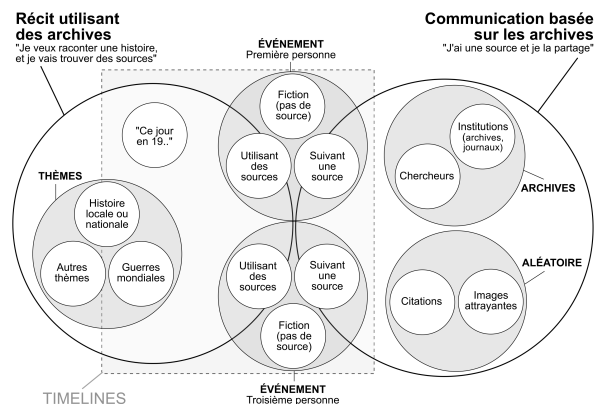 Récit utilisant
des archives
"Je veux raconter une histoire,
et je vais trouver des sources"
Communication basée
sur les archives
"J'ai une source et je la partage"
ÉVÉNEMENT
Première personne
Fiction
(pas de
source)
Utilisant
des
sources
Suivant
une
source
"Ce jour
en 19.."
THÈMES
Histoire
locale ou
nationale
Autres
thèmes
Guerres
mondiales
Institutions
(archives,
journaux)
Chercheurs
ARCHIVES
ALÉATOIRE
Citations
Images
attrayantes
Utilisant
des
sources
Suivant
une
source
Fiction
(pas de
source)
ÉVÉNEMENT
Troisième personne
TIMELINES